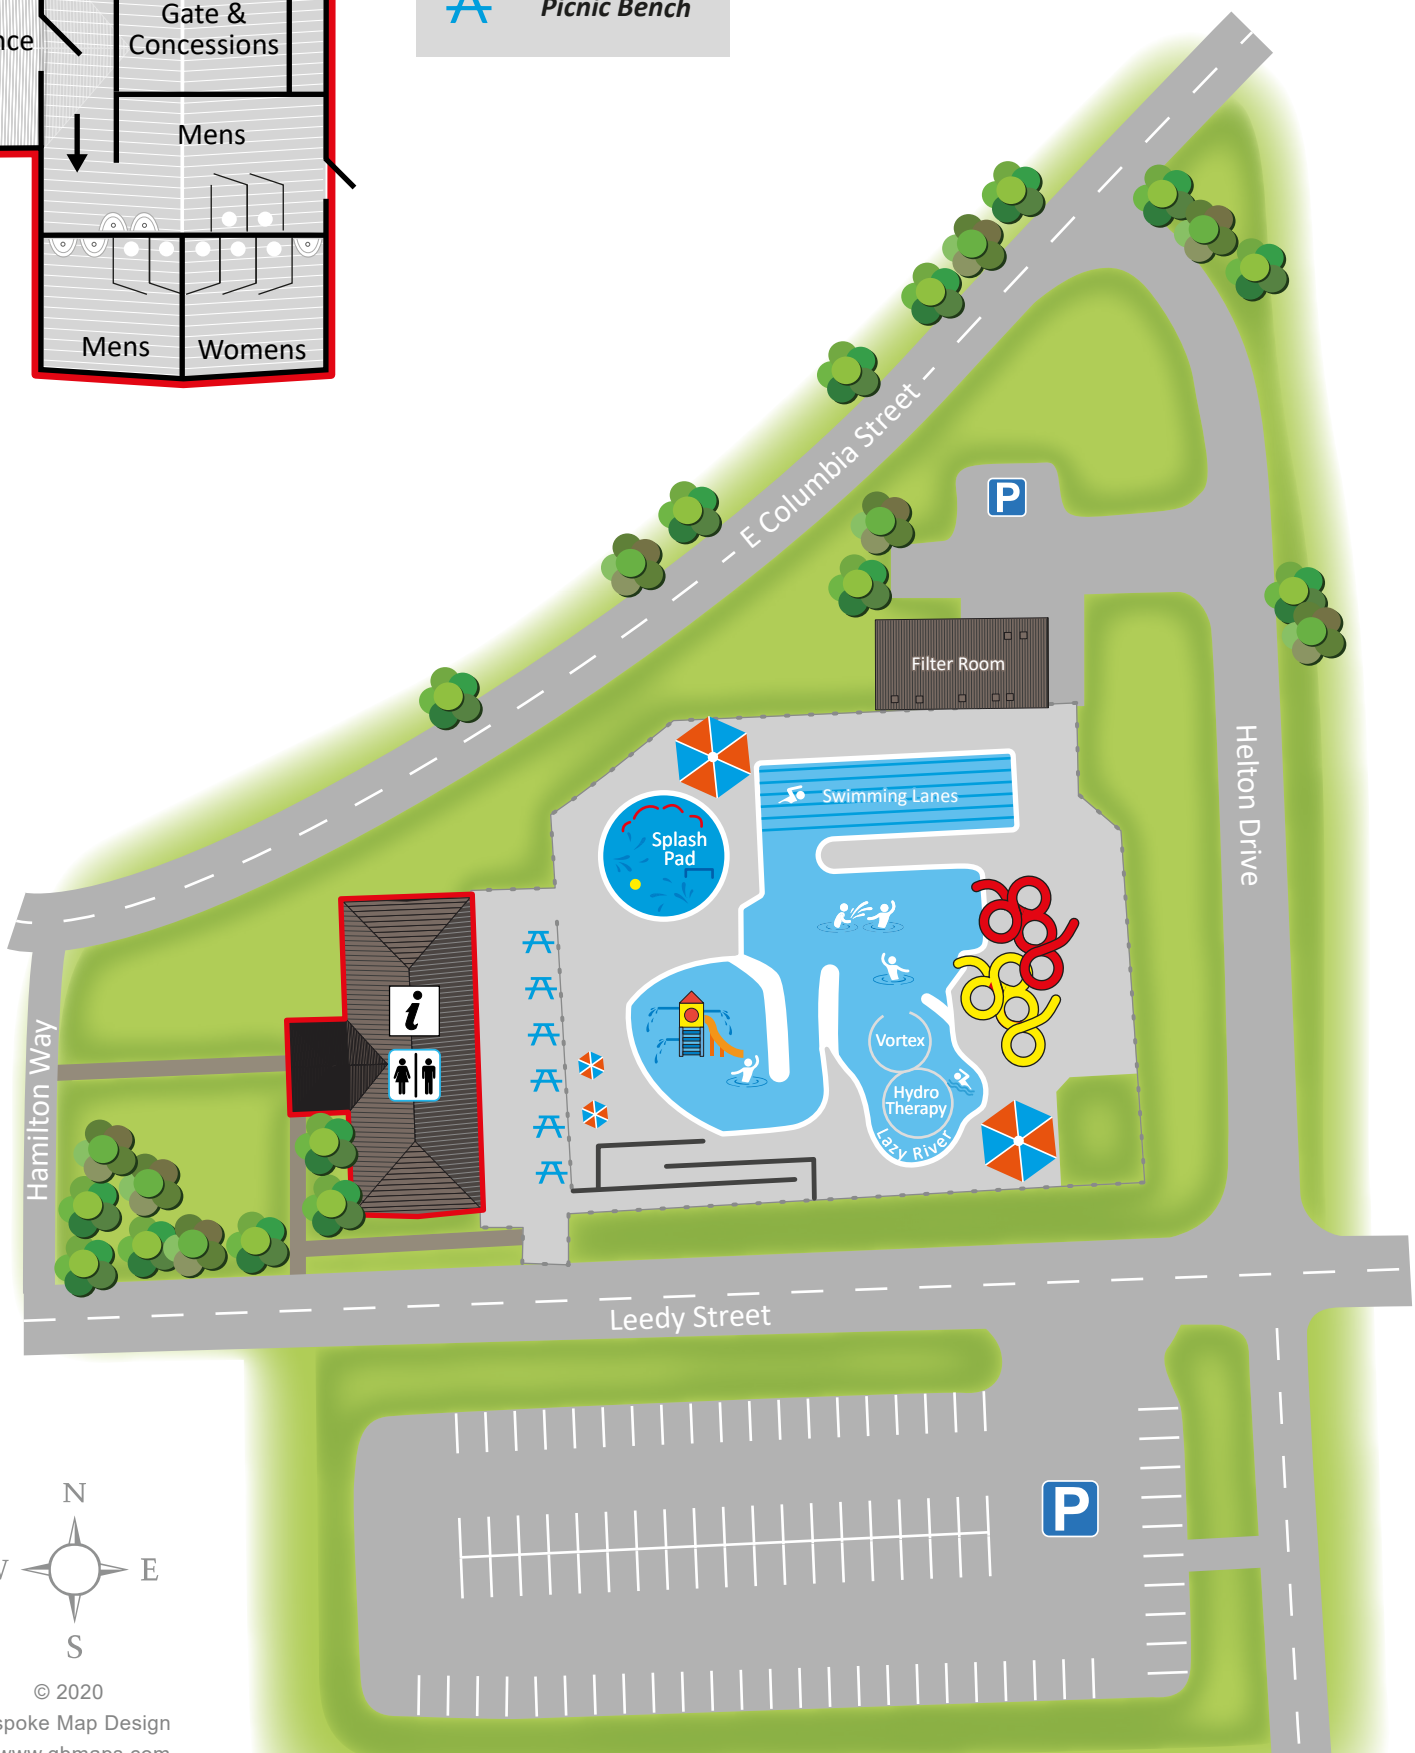 Picnic Bench
Gate &
Concessions
Mens
Mens
Womens
E Columbia Street
P
Filter Room
Helton Drive
Swimming Lanes
Splash
Pad
i
Vortex
Hydro
Therapy
Lazy River
Hamilton Way
Leedy Street
P
N
E
S
© 2020
Map Design